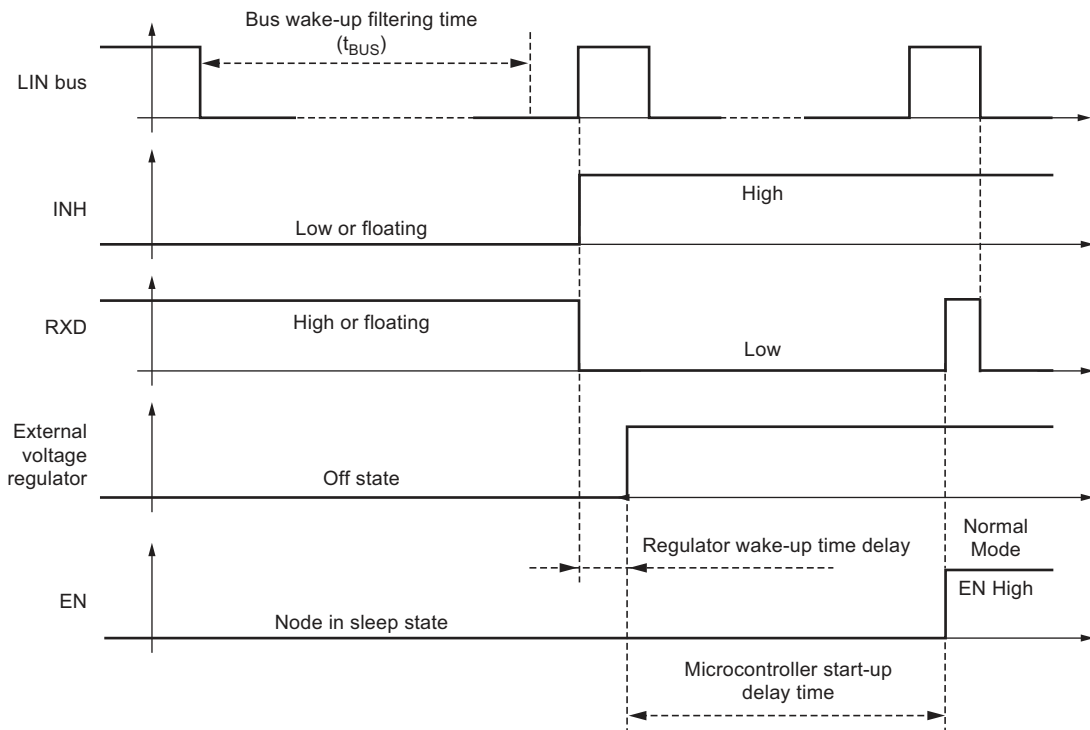 Bus wake-up filtering time
(tBUS)
LIN bus
INH
High
Low or floating
RXD
High or floating
Low
External
voltage
regulator
Off state
Regulator wake-up time delay
Normal
Mode
EN
EN High
Node in sleep state
Microcontroller start-up
delay time